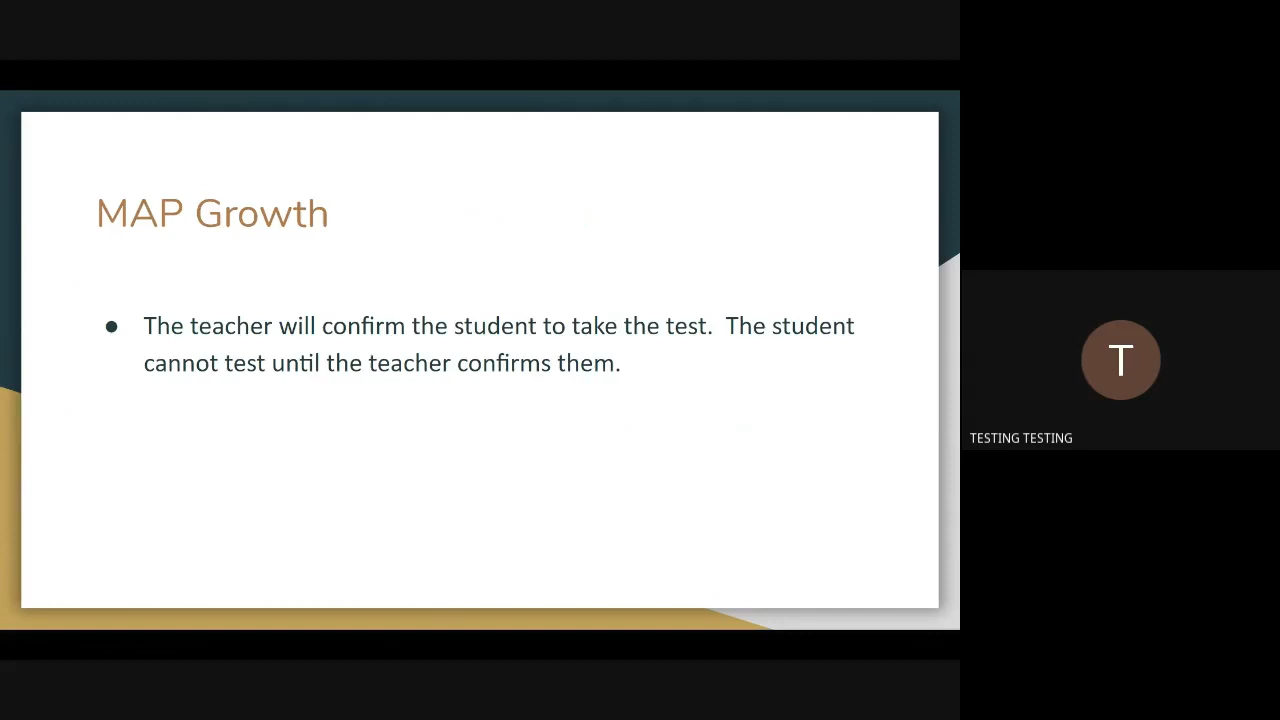 MAP Growth
● The teacher will confirm the student to take the test.  The student
cannot test until the teacher confirms them.
T
TESTING TESTING